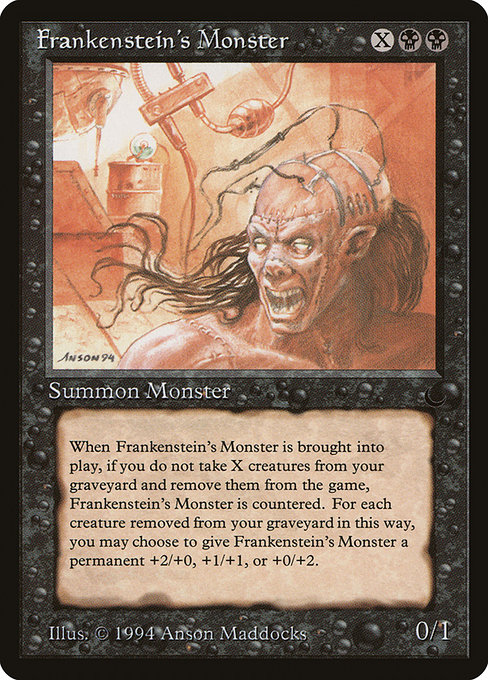 Frankenstein's Monster X
ANSON 94
Summon Monster
When Frankenstein's Monster is brought into
play, if you do not take X creatures from your
graveyard and remove them from the game,
Frankenstein's Monster is countered. For each
creature removed from your graveyard in this way,
you may choose to give Frankenstein's Monster a
permanent +2/+0, +1/+1, or +0/+2.
Illus. © 1994 Anson Maddocks 0/1